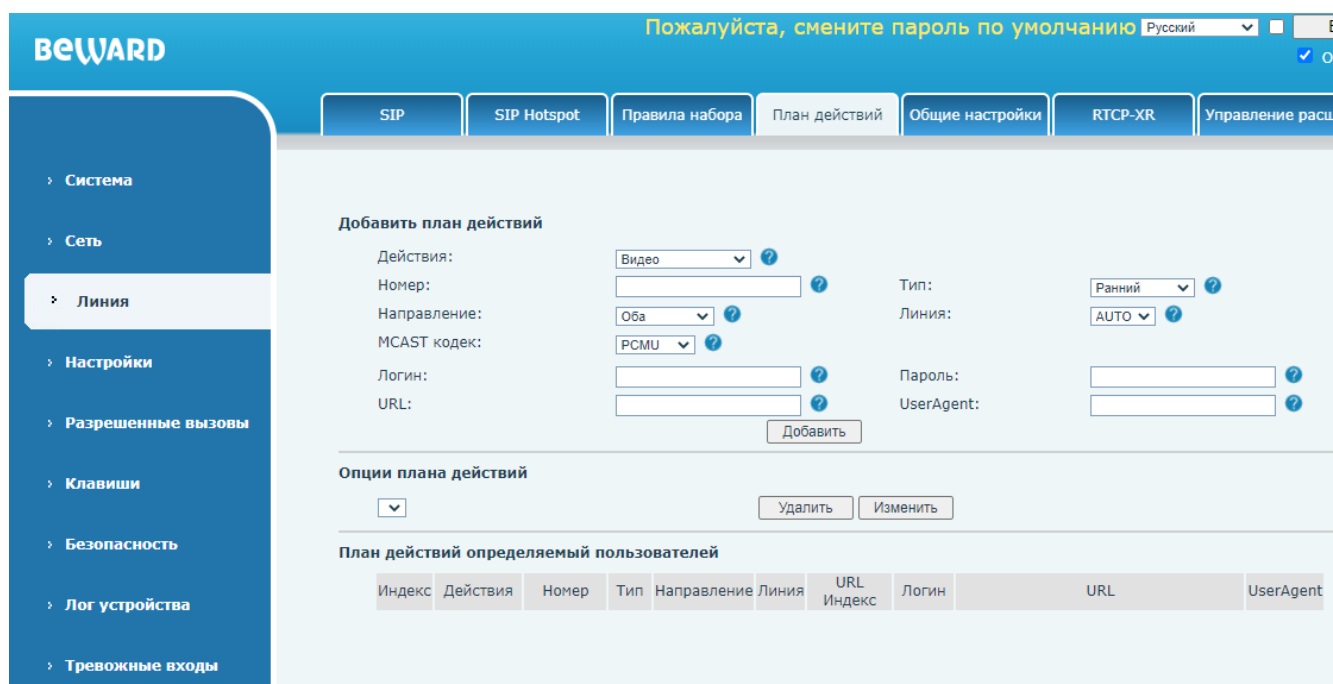 Пожалуйста, смените пароль по умолчанию Русский
BEWARD
SIP SIP Hotspot Правила набора План действий Общие настройки RTCP-XR Управление
Система
Сеть
Линия
Настройки
Разрешенные вызовы
Клавиши
Безопасность
Лог устройства
Тревожные входы
Добавить план действий
Действия: Видео
Номер: Тип: Ранний
Направление: Оба Линия: AUTO
MCAST кодек: PCMU
Логин: Пароль:
URL: UserAgent:
Добавить
Опции плана действий
Удалить Изменить
План действий определяемый пользователей
Индекс Действия Номер Тип Направление Линия URL Индекс Логин URL UserAgent